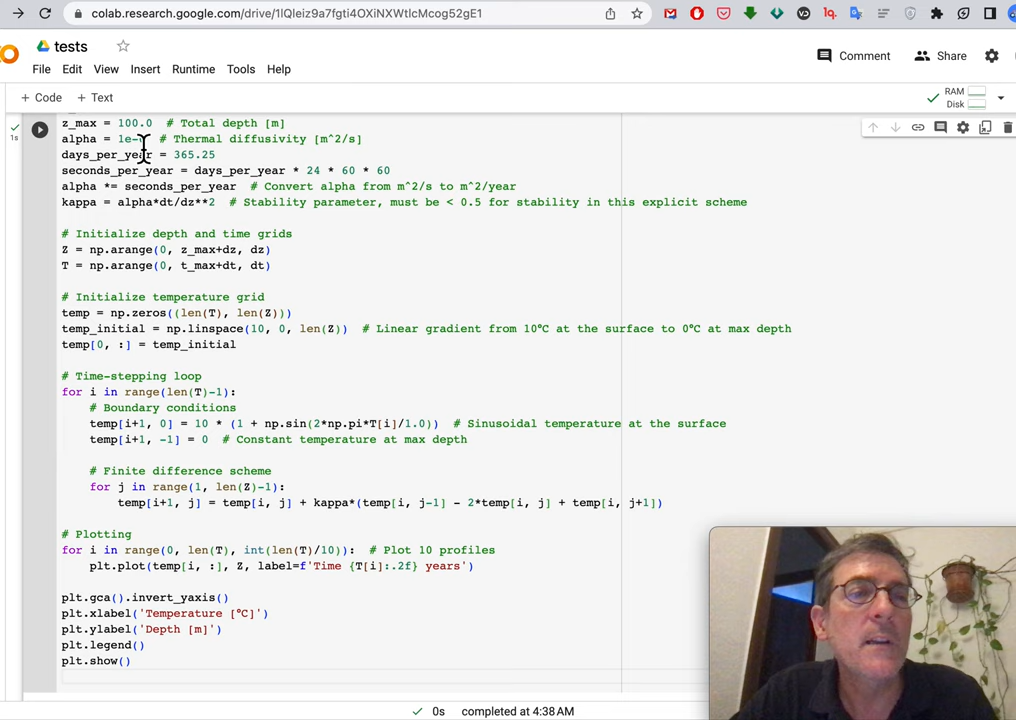 colab.research.google.com/drive/1lQleiz9a7fgti4OXiNXWtlcMcog52gE1
tests
File Edit View Insert Runtime Tools Help
Comment
Share
+ Code + Text
RAM
Disk
1s
z_max = 100.0 # Total depth [m]
alpha = 1e- # Thermal diffusivity [m^2/s]
days_per_year = 365.25
seconds_per_year = days_per_year * 24 * 60 * 60
alpha *= seconds_per_year # Convert alpha from m^2/s to m^2/year
kappa = alpha*dt/dz**2 # Stability parameter, must be < 0.5 for stability in this explicit scheme
# Initialize depth and time grids
Z = np.arange(0, z_max+dz, dz)
T = np.arange(0, t_max+dt, dt)
# Initialize temperature grid
temp = np.zeros((len(T), len(Z)))
temp_initial = np.linspace(10, 0, len(Z)) # Linear gradient from 10°C at the surface to 0°C at max depth
temp[0, :] = temp_initial
# Time-stepping loop
for i in range(len(T)-1):
# Boundary conditions
temp[i+1, 0] = 10 * (1 + np.sin(2*np.pi*T[i]/1.0)) # Sinusoidal temperature at the surface
temp[i+1, -1] = 0 # Constant temperature at max depth
# Finite difference scheme
for j in range(1, len(Z)-1):
temp[i+1, j] = temp[i, j] + kappa*(temp[i, j-1] - 2*temp[i, j] + temp[i, j+1])
# Plotting
for i in range(0, len(T), int(len(T)/10)): # Plot 10 profiles
plt.plot(temp[i, :], Z, label=f'Time {T[i]:.2f} years')
plt.gca().invert_yaxis()
plt.xlabel('Temperature [°C]')
plt.ylabel('Depth [m]')
plt.legend()
plt.show()
0s completed at 4:38AM